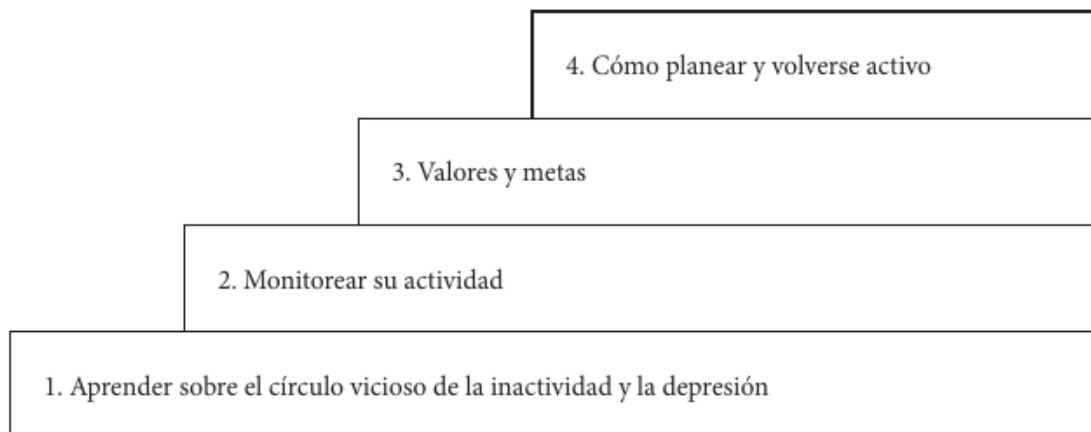 4. Cómo planear y volverse activo
3. Valores y metas
2. Monitorear su actividad
1. Aprender sobre el círculo vicioso de la inactividad y la depresión